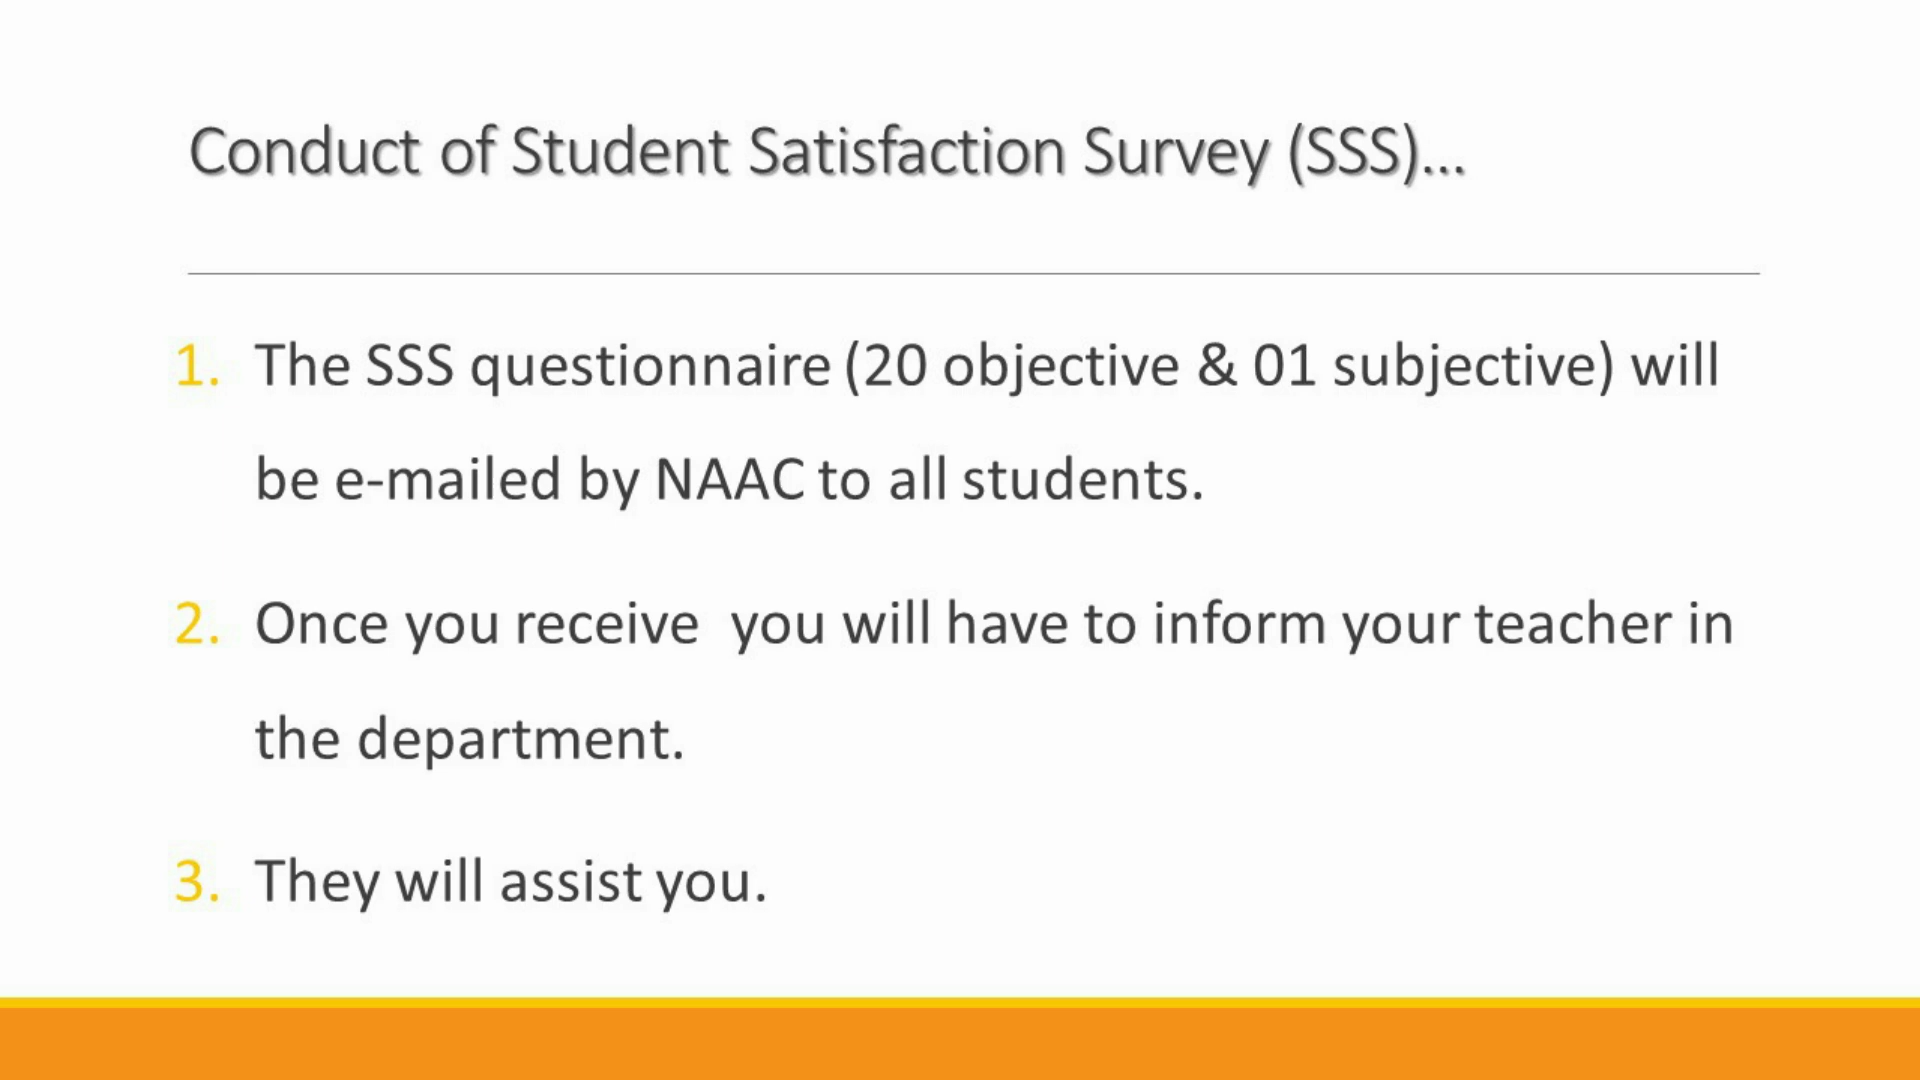 Conduct of Student Satisfaction Survey (SSS)...
1. The SSS questionnaire (20 objective & 01 subjective) will
be e-mailed by NAAC to all students.
2. Once you receive  you will have to inform your teacher in
the department.
3. They will assist you.